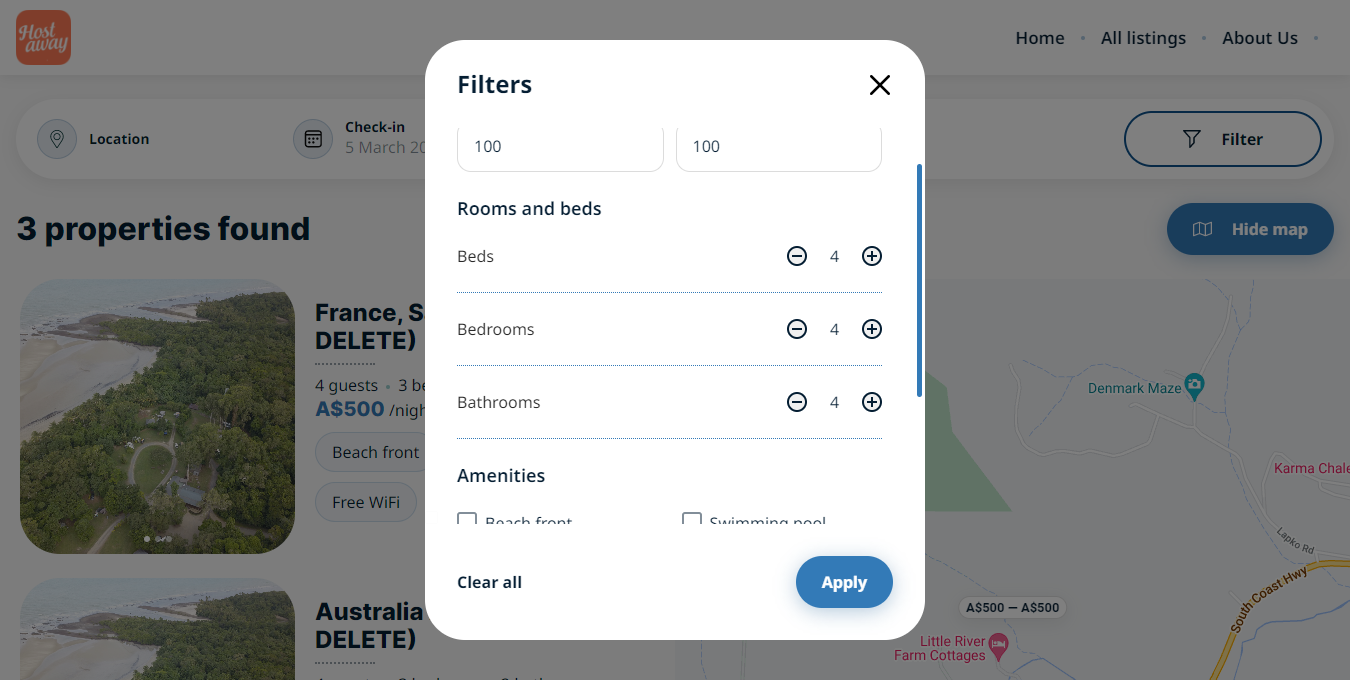 Host
away
Home • All listings • About Us •
Location
Check-in
5 March 20
Filter
3 properties found
Hide map
France, S
DELETE)
4 guests • 3 be
A$500 /nigh
Beach front
Free WiFi
Australia
DELETE)
Filters
100
100
Rooms and beds
Beds
4
Bedrooms
4
Bathrooms
4
Amenities
Beach front
Swimming pool
Clear all
Apply
Denmark Maze
Karma Chale
Lapko Rd
South Coast Hwy
A$500 — A$500
Little River
Farm Cottages